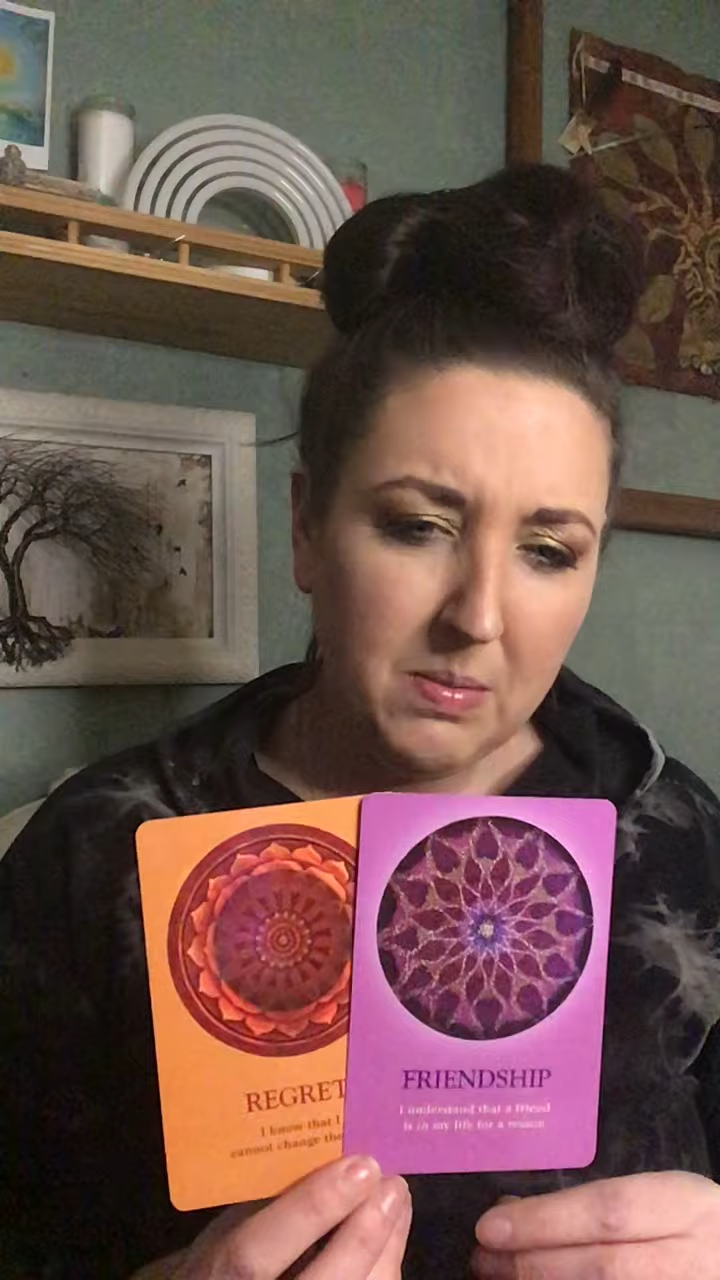 REGRET
I know that I
cannot change the
FRIENDSHIP
I understand that a friend
is in my life for a reason